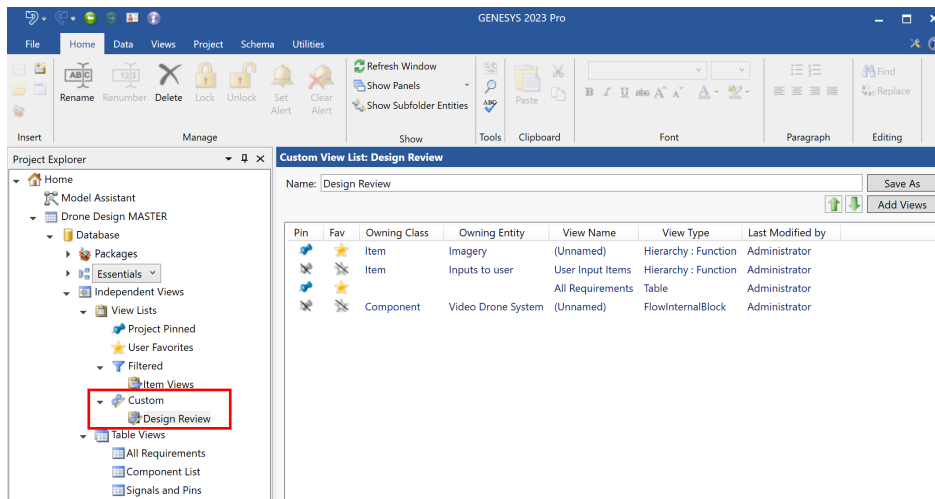 GENESYS 2023 Pro
File Home Data Views Project Schema Utilities
Rename Renumber Delete Lock Unlock Set Alert Clear Alert
Refresh Window
Show Panels
Show Subfolder Entities
Paste
B I U abc A A A
Find
Replace
Insert Manage Show Tools Clipboard Font Paragraph Editing
Project Explorer
Home
Model Assistant
Drone Design MASTER
Database
Packages
Essentials
Independent Views
View Lists
Project Pinned
User Favorites
Filtered
Item Views
Custom
Design Review
Table Views
All Requirements
Component List
Signals and Pins
Custom View List: Design Review
Name: Design Review Save As
Add Views
Pin Fav Owning Class Owning Entity View Name View Type Last Modified by
Item Imagery (Unnamed) Hierarchy : Function Administrator
Item Inputs to user User Input Items Hierarchy : Function Administrator
All Requirements Table Administrator
Component Video Drone System (Unnamed) FlowInternalBlock Administrator